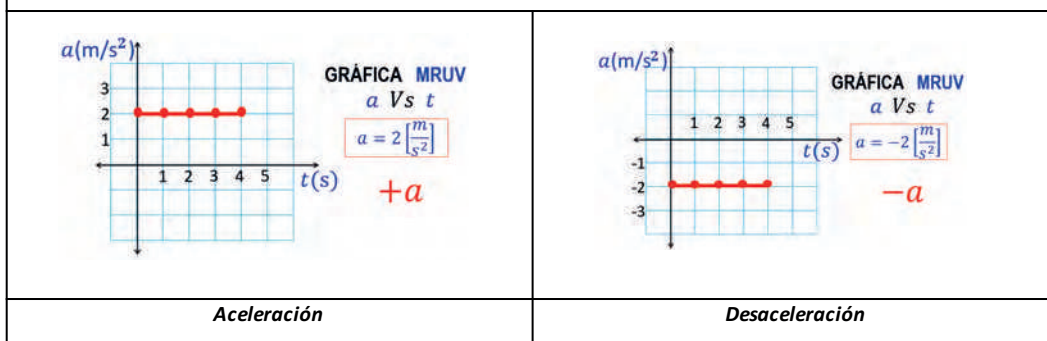 a(m/s²)
3
2
1
1 2 3 4 5 t(s)
GRÁFICA MRUV
a Vs t
a = 2 [m/s²]
+a
a(m/s²)
1 2 3 4 5
t(s)
-1
-2
-3
GRÁFICA MRUV
a Vs t
a = −2 [m/s²]
−a
Aceleración
Desaceleración